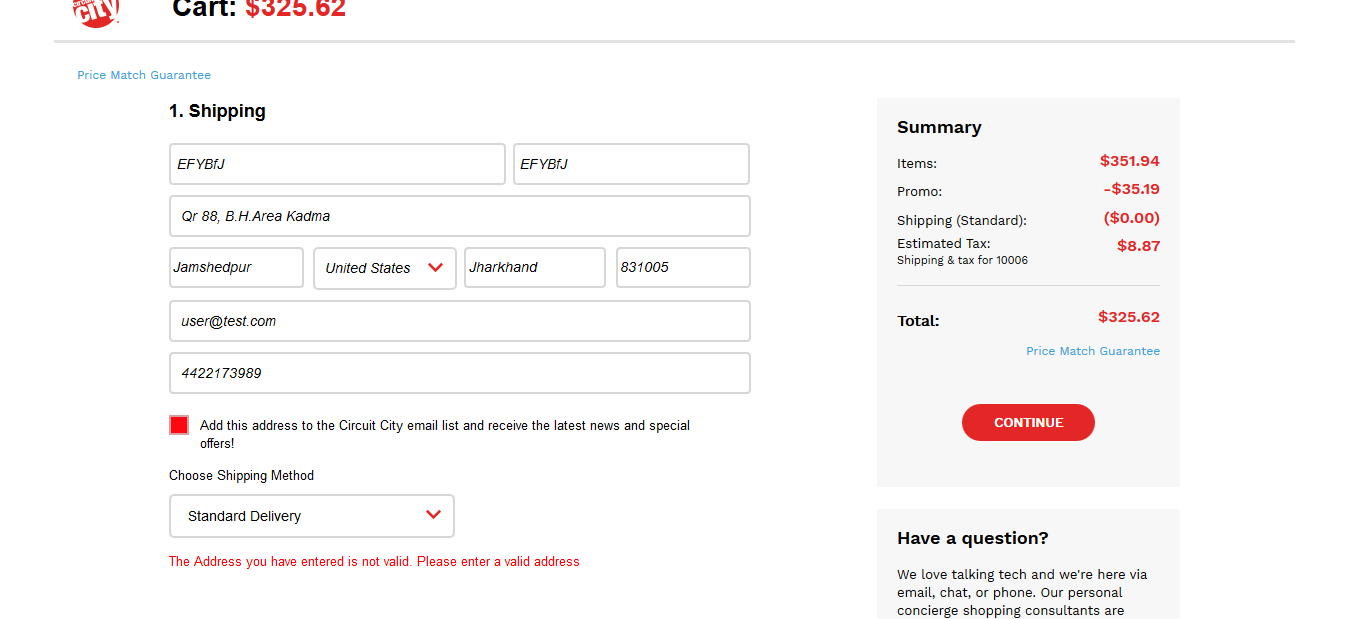 city
Cart: $325.62
Price Match Guarantee
1. Shipping
EFYBfJ EFYBfJ
Qr 88, B.H.Area Kadma
Jamshedpur United States Jharkhand 831005
user@test.com
4422173989
Add this address to the Circuit City email list and receive the latest news and special
offers!
Choose Shipping Method
Standard Delivery
The Address you have entered is not valid. Please enter a valid address
Summary
Items: $351.94
Promo: -$35.19
Shipping (Standard): ($0.00)
Estimated Tax: $8.87
Shipping & tax for 10006
Total: $325.62
Price Match Guarantee
CONTINUE
Have a question?
We love talking tech and we're here via
email, chat, or phone. Our personal
concierge shopping consultants are